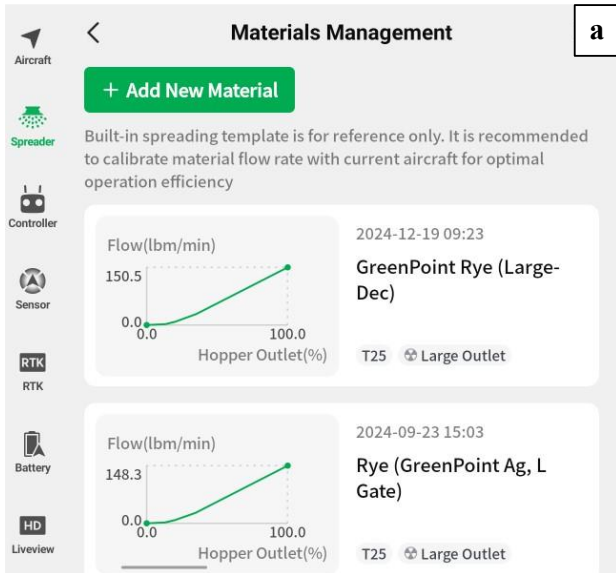 a
Materials Management
Aircraft
Spreader
Controller
Sensor
RTK
RTK
Battery
HD
Liveview
+ Add New Material
Built-in spreading template is for reference only. It is recommended
to calibrate material flow rate with current aircraft for optimal
operation efficiency
Flow(lbm/min)
150.5
0.0
0.0
100.0
Hopper Outlet(%)
2024-12-19 09:23
GreenPoint Rye (Large-
Dec)
T25
Large Outlet
Flow(lbm/min)
148.3
0.0
0.0
100.0
Hopper Outlet(%)
2024-09-23 15:03
Rye (GreenPoint Ag, L
Gate)
T25
Large Outlet